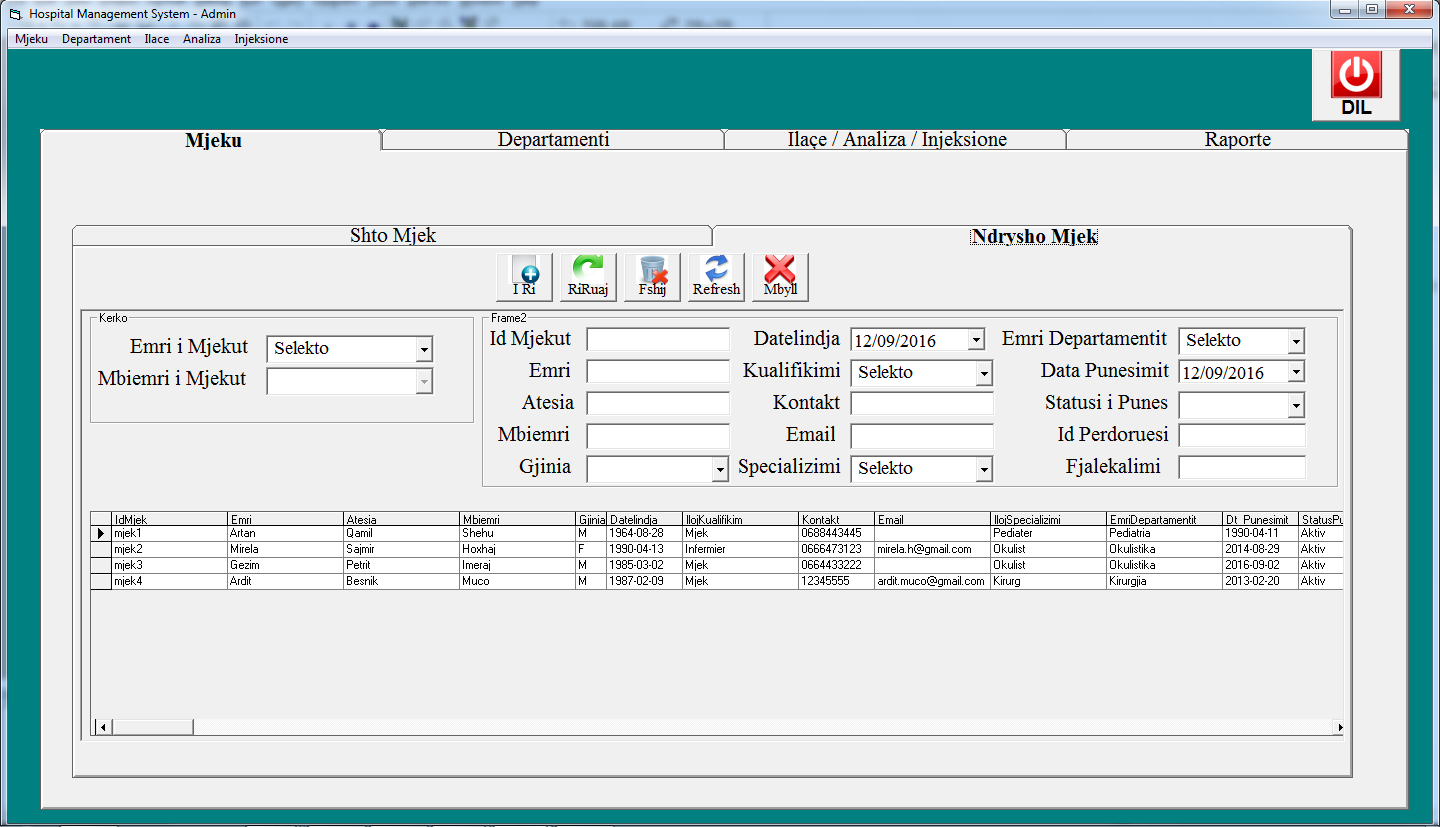 Hospital Management System - Admin
Mjeku Departament Ilace Analiza Injeksione
DIL
Mjeku Departamenti Ilaçe / Analiza / Injeksione Raporte
Shto Mjek Ndrysho Mjek
I Ri RiRuaj Fshij Refresh Mbyll
Kerko
Emri i Mjekut Selekto
Mbiemri i Mjekut
Frame2
Id Mjekut Datelindja 12/09/2016 Emri Departamentit Selekto
Emri Kualifikimi Selekto Data Punesimit 12/09/2016
Atesia Kontakt Statusi i Punes
Mbiemri Email Id Perdoruesi
Gjinia Specializimi Selekto Fjalekalimi
IdMjek Emri Atesia Mbiemri Gjinia Datelindja llojKualifikim Kontakt Email llojSpecializimi EmriDepartamentit Dt_Punesimit StatusPu
mjek1 Artan Qamil Shehu M 1964-08-28 Mjek 0688443445 Pediater Pediatria 1990-04-11 Aktiv
mjek2 Mirela Sajmir Hoxhaj F 1990-04-13 Infermier 0666473123 mirela.h@gmail.com Okulist Okulistika 2014-08-29 Aktiv
mjek3 Gezim Petrit Imeraj M 1985-03-02 Mjek 0664433222 Okulist Okulistika 2016-09-02 Aktiv
mjek4 Ardit Besnik Muco M 1987-02-09 Mjek 12345555 ardit.muco@gmail.com Kirurg Kirurgjia 2013-02-20 Aktiv